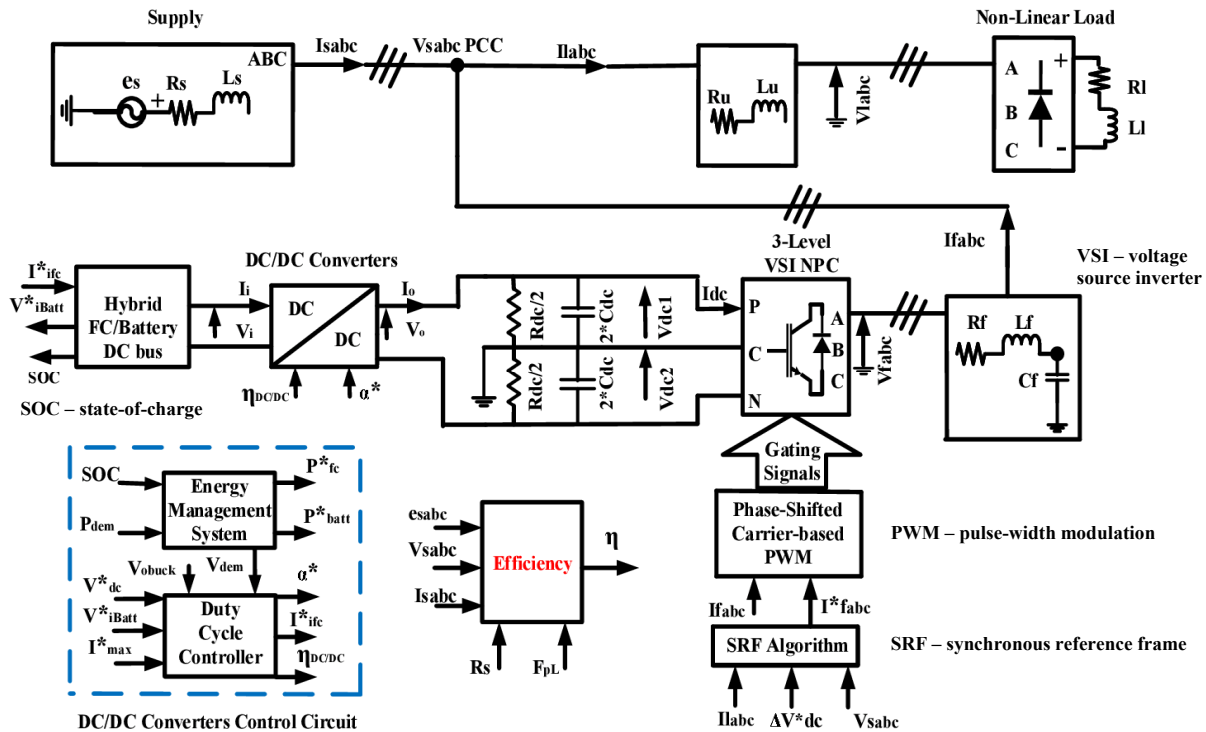 Supply
Non-Linear Load
ABC
Isabc
Vsabc PCC
Ilabc
es
+
Rs
Ls
Ru
Lu
Vlabc
A
B
C
+
-
Rl
Ll
Ifabc
3-Level
VSI NPC
VSI – voltage
source inverter
I*ifc
V*iBatt
SOC
Hybrid
FC/Battery
DC bus
Ii
Vi
DC/DC Converters
DC
DC
ηDC/DC
α*
Io
Vo
Rdc/2
Rdc/2
2*Cdc
2*Cdc
Vdc1
Vdc2
Idc
P
C
N
A
B
C
Vfabc
Rf
Lf
Cf
SOC – state-of-charge
Gating
Signals
SOC
Pdem
Energy
Management
System
P*fc
P*batt
Vobuck
Vdem
V*dc
V*iBatt
I*max
Duty
Cycle
Controller
α*
I*ifc
ηDC/DC
DC/DC Converters Control Circuit
esabc
Vsabc
Isabc
Efficiency
η
Rs
FpL
Phase-Shifted
Carrier-based
PWM
PWM – pulse-width modulation
Ifabc
I*fabc
SRF Algorithm
SRF – synchronous reference frame
Ilabc
ΔV*dc
Vsabc